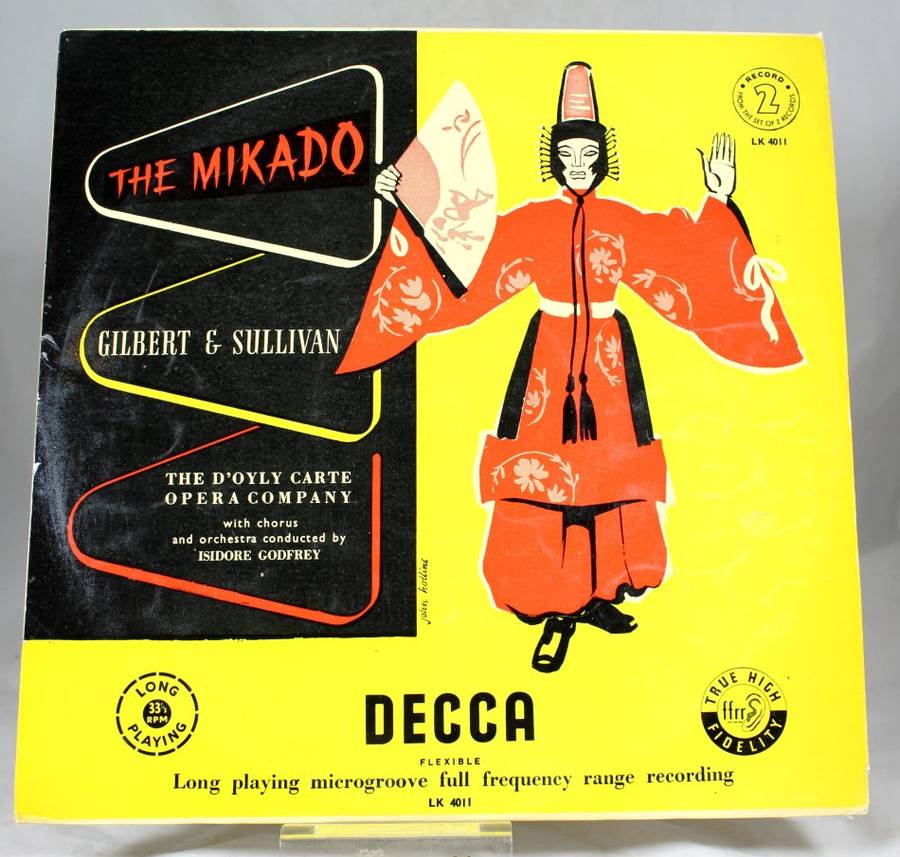 THE MIKADO
GILBERT & SULLIVAN
THE D'OYLY CARTE
OPERA COMPANY
with chorus
and orchestra conducted by
ISIDORE GODFREY
john hollins
RECORD
2
FROM THE SET OF 2 RECORDS
LK 4011
LONG
33⅓
RPM
PLAYING
DECCA
TRUE HIGH
ffrr
FIDELITY
FLEXIBLE
Long playing microgroove full frequency range recording
LK 4011